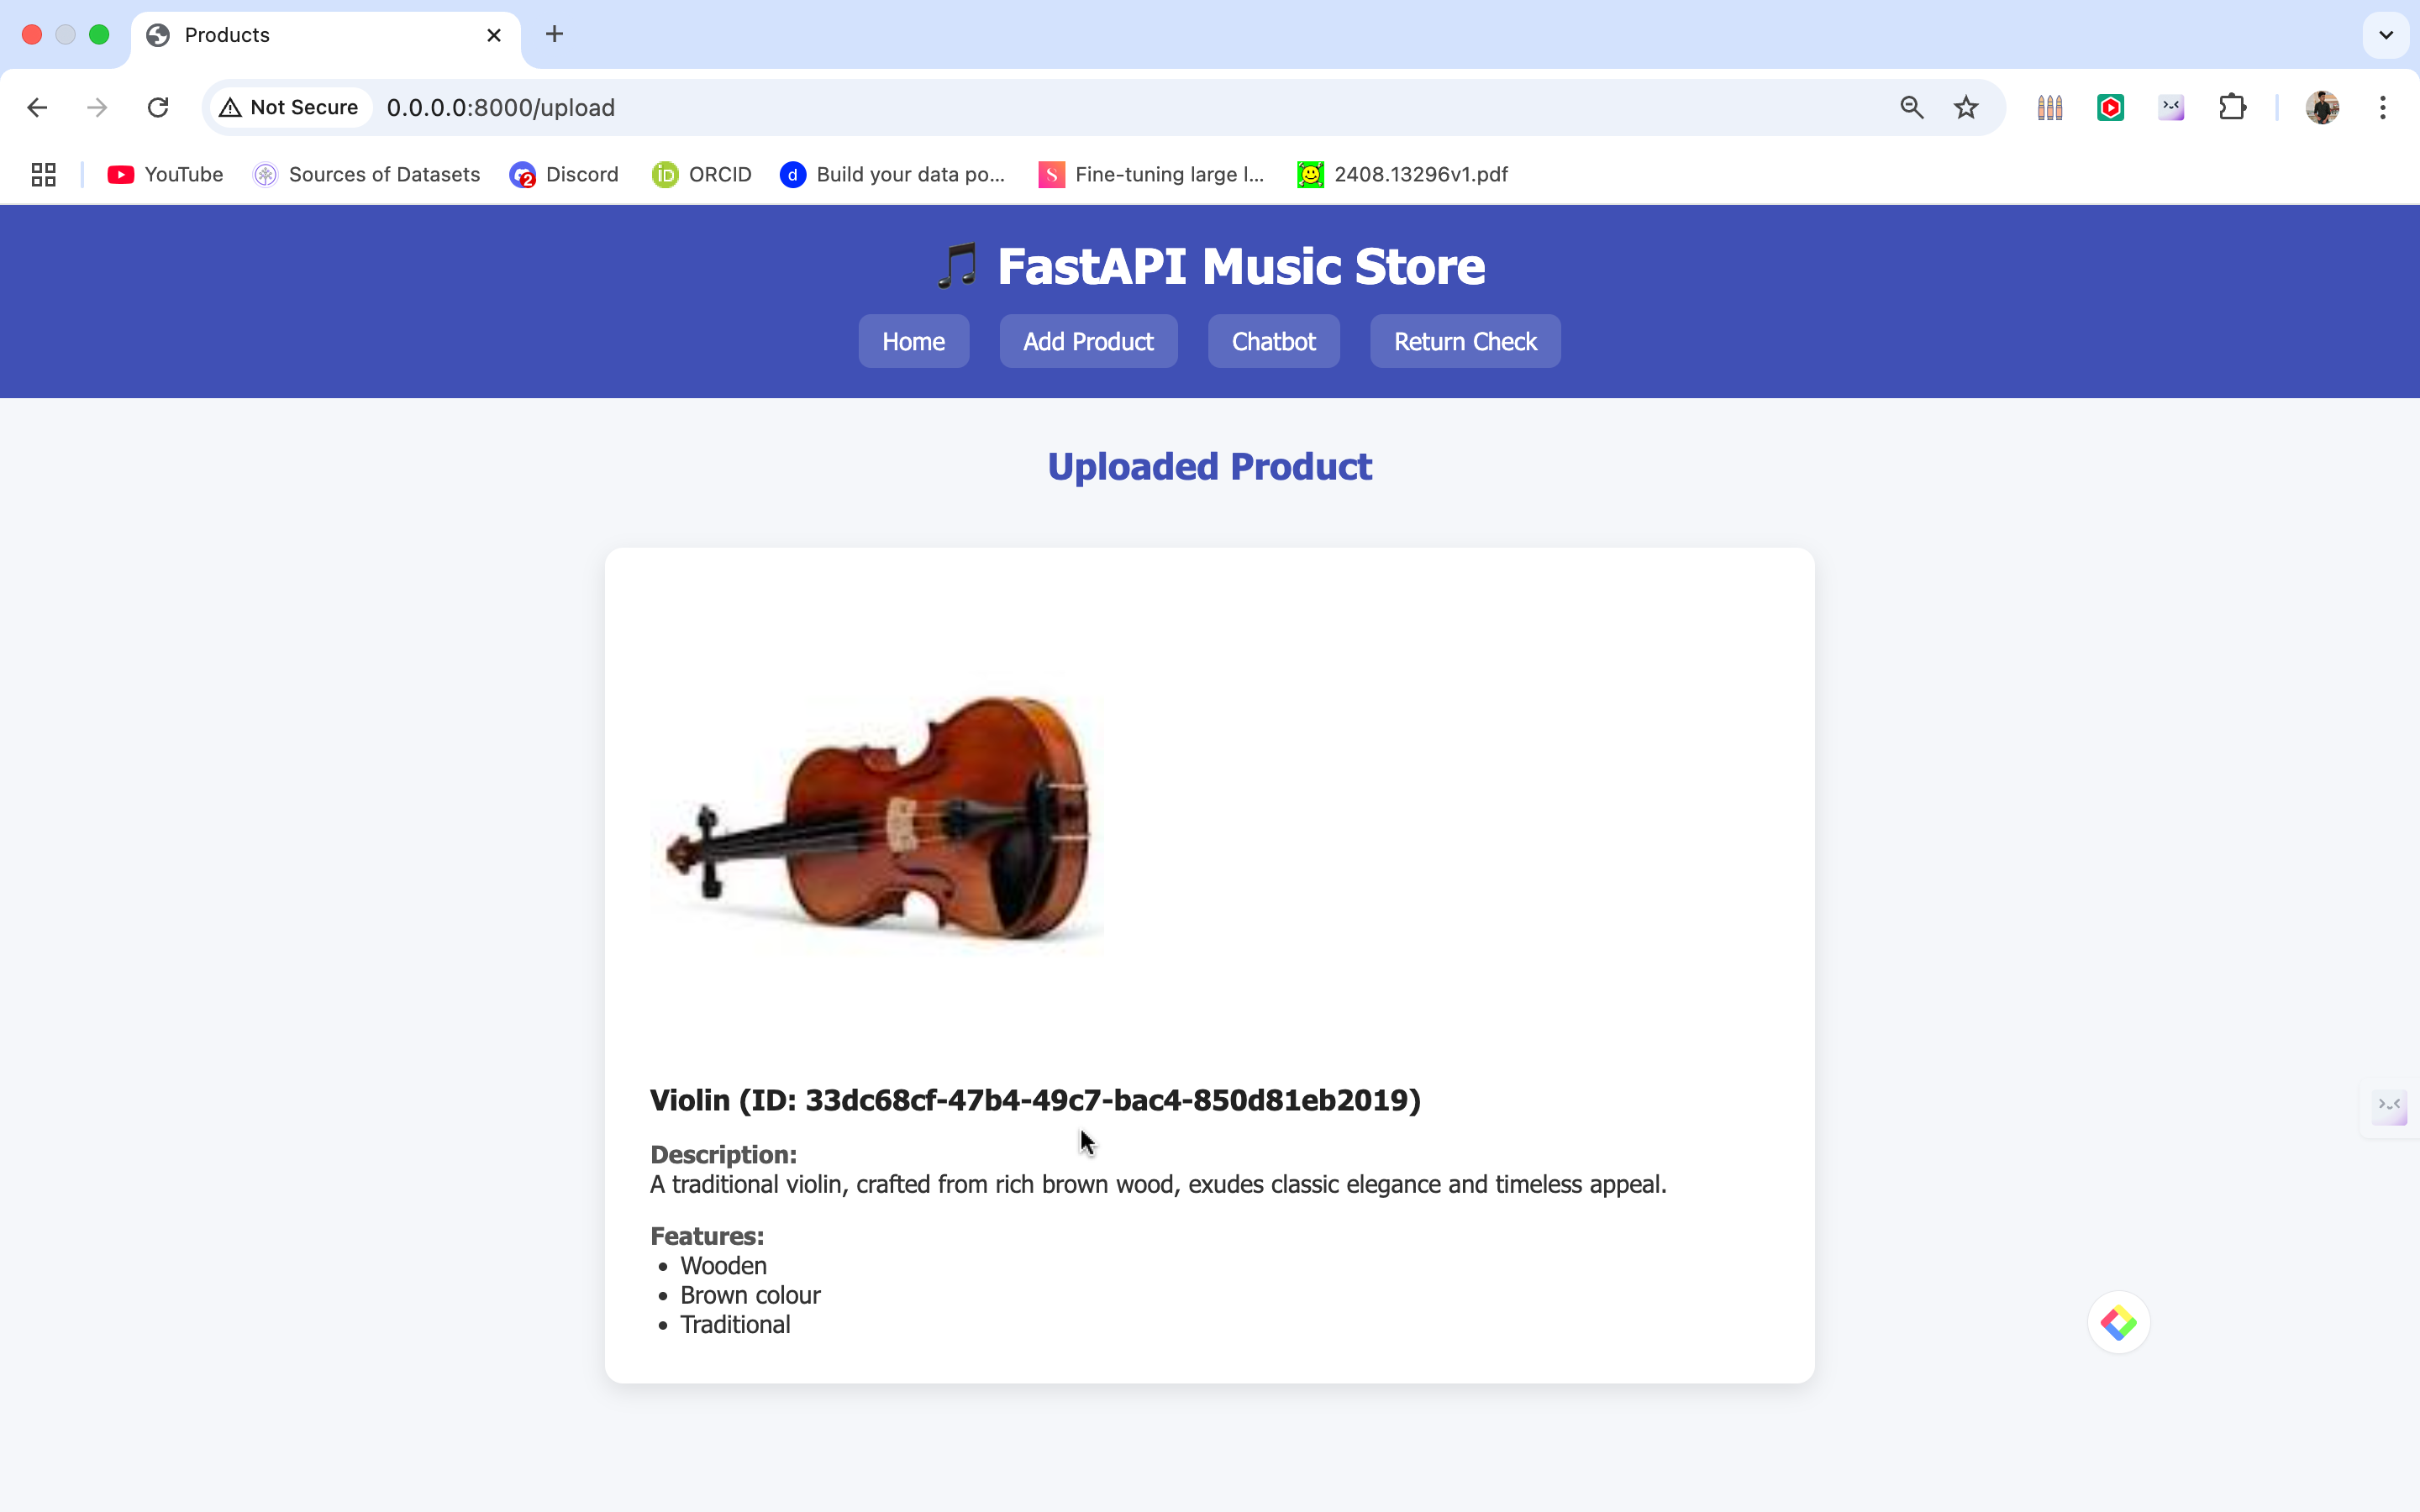 Products
Not Secure 0.0.0.0:8000/upload
YouTube Sources of Datasets 2 Discord iD ORCID d Build your data po... S Fine-tuning large l... 2408.13296v1.pdf
🎵 FastAPI Music Store
Home Add Product Chatbot Return Check
Uploaded Product
Violin (ID: 33dc68cf-47b4-49c7-bac4-850d81eb2019)
Description:
A traditional violin, crafted from rich brown wood, exudes classic elegance and timeless appeal.
Features:
• Wooden
• Brown colour
• Traditional